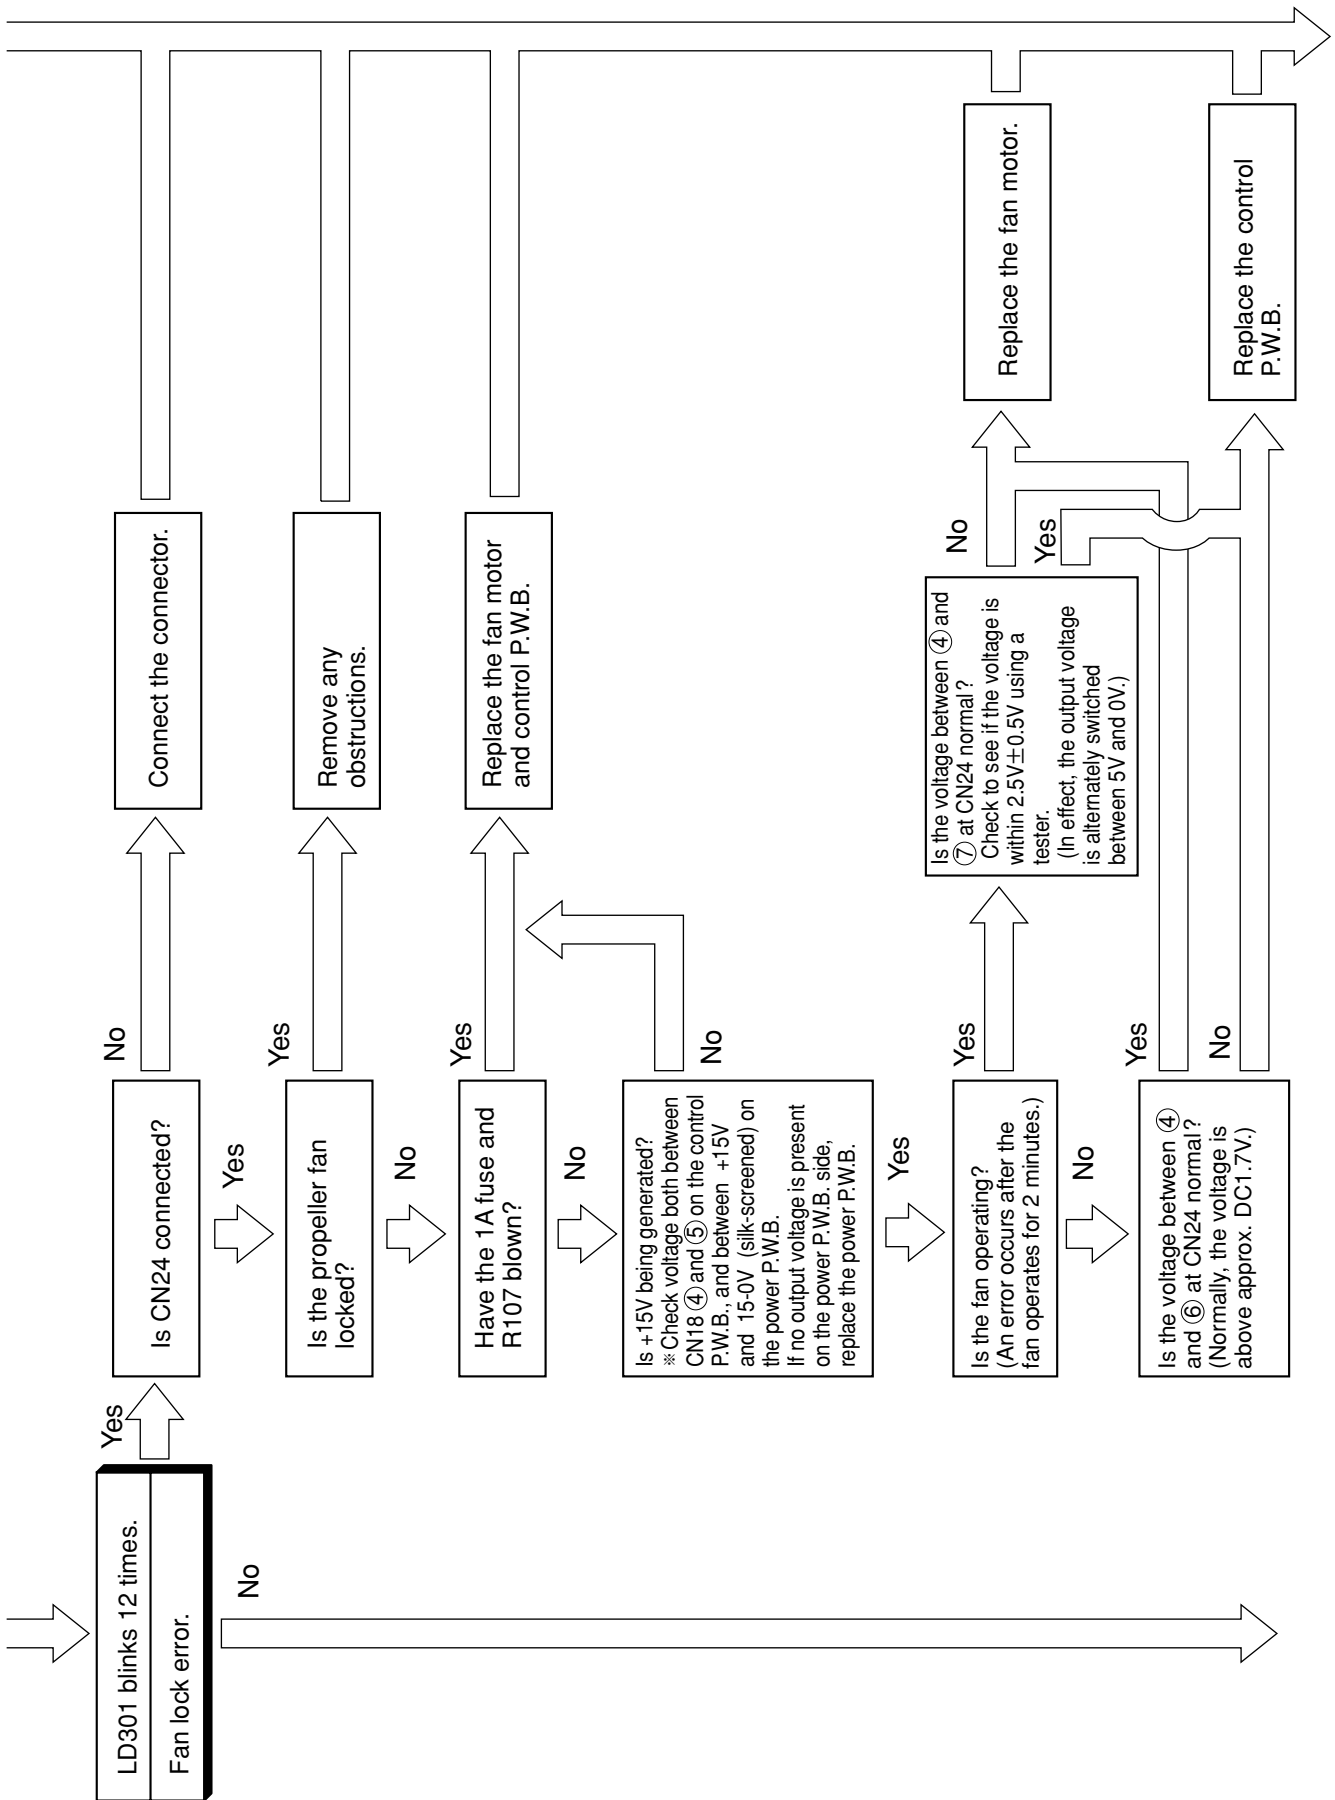 LD301 blinks 12 times.
Fan lock error.
Yes
No
Is CN24 connected?
No
Connect the connector.
Yes
Is the propeller fan
locked?
Yes
Remove any
obstructions.
No
Have the 1A fuse and
R107 blown?
Yes
Replace the fan motor
and control P.W.B.
No
Is +15V being generated?
※Check voltage both between
CN18 ④ and ⑤ on the control
P.W.B., and between +15V
and 15-0V (silk-screened) on
the power P.W.B.
If no output voltage is present
on the power P.W.B. side,
replace the power P.W.B.
No
Yes
Is the fan operating?
(An error occurs after the
fan operates for 2 minutes.)
Yes
Is the voltage between ④ and
⑦ at CN24 normal?
Check to see if the voltage is
within 2.5V±0.5V using a
tester.
(In effect, the output voltage
is alternately switched
between 5V and 0V.)
No
Yes
Replace the fan motor.
No
Is the voltage between ④
and ⑥ at CN24 normal?
(Normally, the voltage is
above approx. DC1.7V.)
Yes
No
Replace the control
P.W.B.